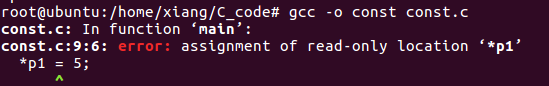 root@ubuntu:/home/xiang/C_code# gcc -o const const.c
const.c: In function ‘main’:
const.c:9:6: error: assignment of read-only location ‘*p1’
  *p1 = 5;
      ^